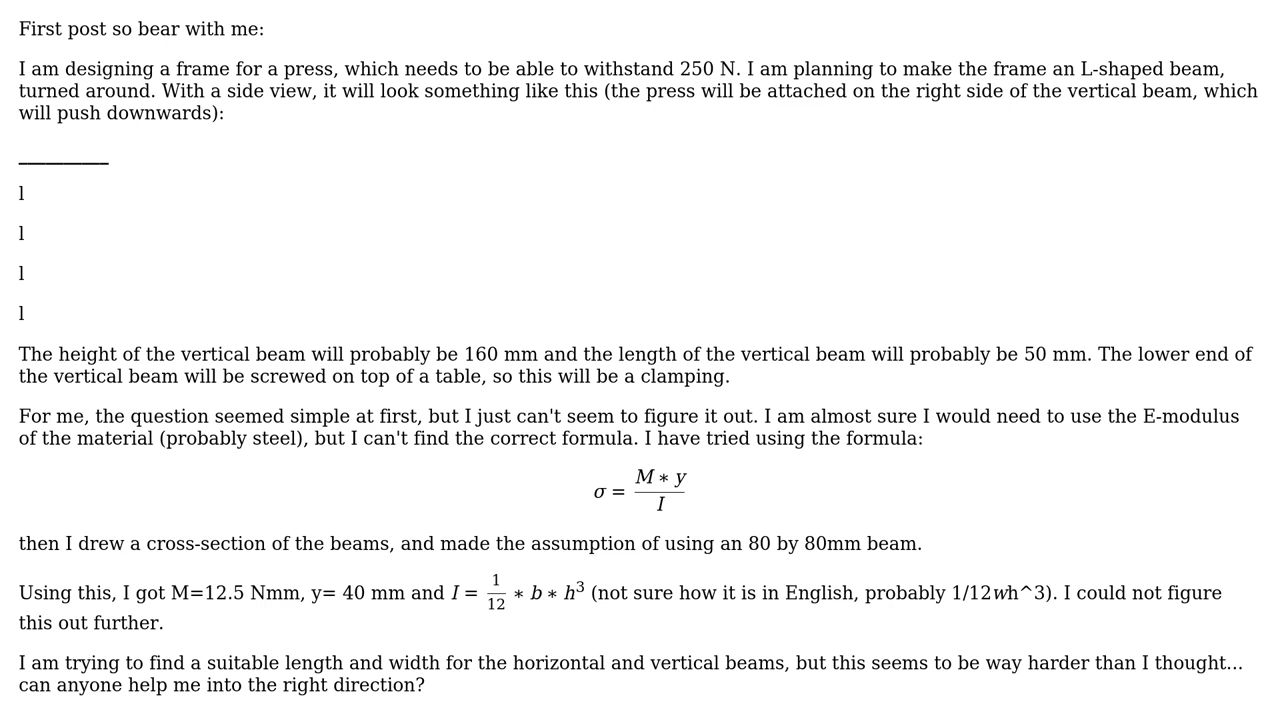 First post so bear with me:
I am designing a frame for a press, which needs to be able to withstand 250 N. I am planning to make the frame an L-shaped beam,
turned around. With a side view, it will look something like this (the press will be attached on the right side of the vertical beam, which
will push downwards):
__________
l
l
l
l
The height of the vertical beam will probably be 160 mm and the length of the vertical beam will probably be 50 mm. The lower end of
the vertical beam will be screwed on top of a table, so this will be a clamping.
For me, the question seemed simple at first, but I just can't seem to figure it out. I am almost sure I would need to use the E-modulus
of the material (probably steel), but I can't find the correct formula. I have tried using the formula:
σ = \frac{M * y}{I}
then I drew a cross-section of the beams, and made the assumption of using an 80 by 80mm beam.
Using this, I got M=12.5 Nmm, y= 40 mm and I = \frac{1}{12} * b * h^3 (not sure how it is in English, probably 1/12wh^3). I could not figure
this out further.
I am trying to find a suitable length and width for the horizontal and vertical beams, but this seems to be way harder than I thought...
can anyone help me into the right direction?